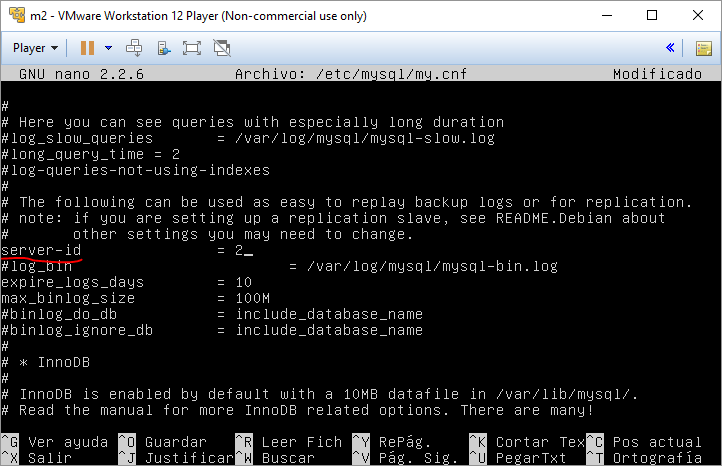 m2 - VMware Workstation 12 Player (Non-commercial use only)
Player
GNU nano 2.2.6 Archivo: /etc/mysql/my.cnf Modificado
#
# Here you can see queries with especially long duration
#log_slow_queries = /var/log/mysql/mysql-slow.log
#long_query_time = 2
#log-queries-not-using-indexes
#
# The following can be used as easy to replay backup logs or for replication.
# note: if you are setting up a replication slave, see README.Debian about
# other settings you may need to change.
server-id = 2_
#log_bin = /var/log/mysql/mysql-bin.log
expire_logs_days = 10
max_binlog_size = 100M
#binlog_do_db = include_database_name
#binlog_ignore_db = include_database_name
#
# * InnoDB
#
# InnoDB is enabled by default with a 10MB datafile in /var/lib/mysql/.
# Read the manual for more InnoDB related options. There are many!
^G Ver ayuda ^O Guardar ^R Leer Fich ^Y RePág. ^K Cortar Tex ^C Pos actual
^X Salir ^J Justificar ^W Buscar ^V Pág. Sig. ^U PegarTxt ^T Ortografía